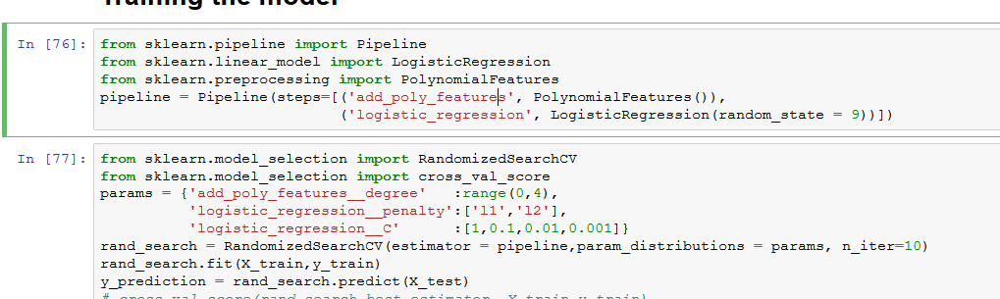 Training the model
In [76]:
from sklearn.pipeline import Pipeline
from sklearn.linear_model import LogisticRegression
from sklearn.preprocessing import PolynomialFeatures
pipeline = Pipeline(steps=[('add_poly_features', PolynomialFeatures()),
('logistic_regression', LogisticRegression(random_state = 9))])
In [77]:
from sklearn.model_selection import RandomizedSearchCV
from sklearn.model_selection import cross_val_score
params = {'add_poly_features__degree' :range(0,4),
'logistic_regression__penalty':['l1','l2'],
'logistic_regression__C' :[1,0.1,0.01,0.001]}
rand_search = RandomizedSearchCV(estimator = pipeline,param_distributions = params, n_iter=10)
rand_search.fit(X_train,y_train)
y_prediction = rand_search.predict(X_test)
# cross_val_score(rand_search.best_estimator_,X_train,y_train)